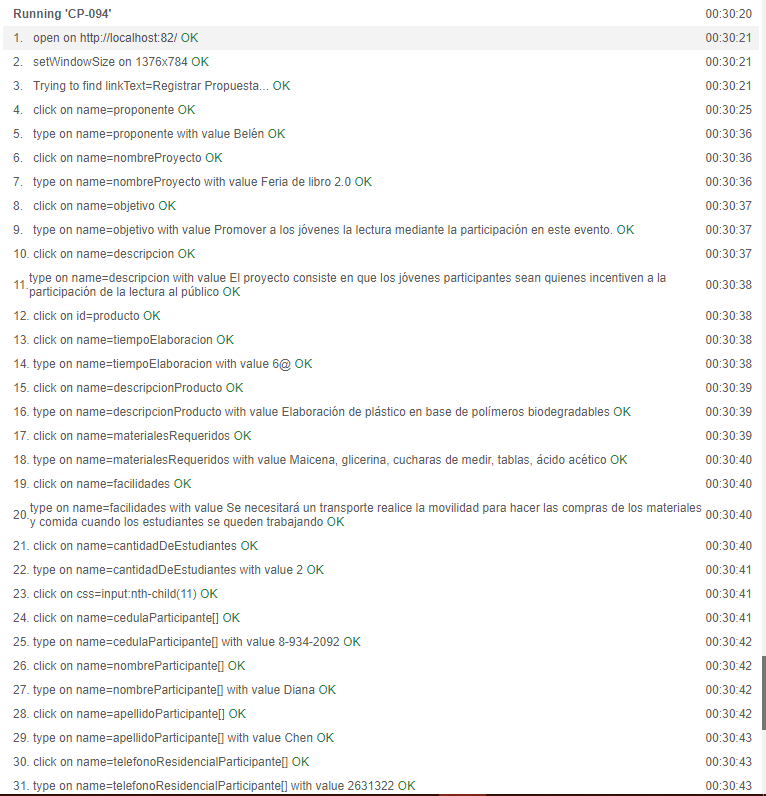 Running 'CP-094' 00:30:20
1. open on http://localhost:82/ OK 00:30:21
2. setWindowSize on 1376x784 OK 00:30:21
3. Trying to find linkText=Registrar Propuesta... OK 00:30:21
4. click on name=proponente OK 00:30:25
5. type on name=proponente with value Belén OK 00:30:36
6. click on name=nombreProyecto OK 00:30:36
7. type on name=nombreProyecto with value Feria de libro 2.0 OK 00:30:36
8. click on name=objetivo OK 00:30:37
9. type on name=objetivo with value Promover a los jóvenes la lectura mediante la participación en este evento. OK 00:30:37
10. click on name=descripcion OK 00:30:37
11. type on name=descripcion with value El proyecto consiste en que los jóvenes participantes sean quienes incentiven a la
participación de la lectura al público OK 00:30:38
12. click on id=producto OK 00:30:38
13. click on name=tiempoElaboracion OK 00:30:38
14. type on name=tiempoElaboracion with value 6@ OK 00:30:38
15. click on name=descripcionProducto OK 00:30:39
16. type on name=descripcionProducto with value Elaboración de plástico en base de polímeros biodegradables OK 00:30:39
17. click on name=materialesRequeridos OK 00:30:39
18. type on name=materialesRequeridos with value Maicena, glicerina, cucharas de medir, tablas, ácido acético OK 00:30:40
19. click on name=facilidades OK 00:30:40
20. type on name=facilidades with value Se necesitará un transporte realice la movilidad para hacer las compras de los materiales
y comida cuando los estudiantes se queden trabajando OK 00:30:40
21. click on name=cantidadDeEstudiantes OK 00:30:40
22. type on name=cantidadDeEstudiantes with value 2 OK 00:30:41
23. click on css=input:nth-child(11) OK 00:30:41
24. click on name=cedulaParticipante[] OK 00:30:41
25. type on name=cedulaParticipante[] with value 8-934-2092 OK 00:30:42
26. click on name=nombreParticipante[] OK 00:30:42
27. type on name=nombreParticipante[] with value Diana OK 00:30:42
28. click on name=apellidoParticipante[] OK 00:30:42
29. type on name=apellidoParticipante[] with value Chen OK 00:30:43
30. click on name=telefonoResidencialParticipante[] OK 00:30:43
31. type on name=telefonoResidencialParticipante[] with value 2631322 OK 00:30:43